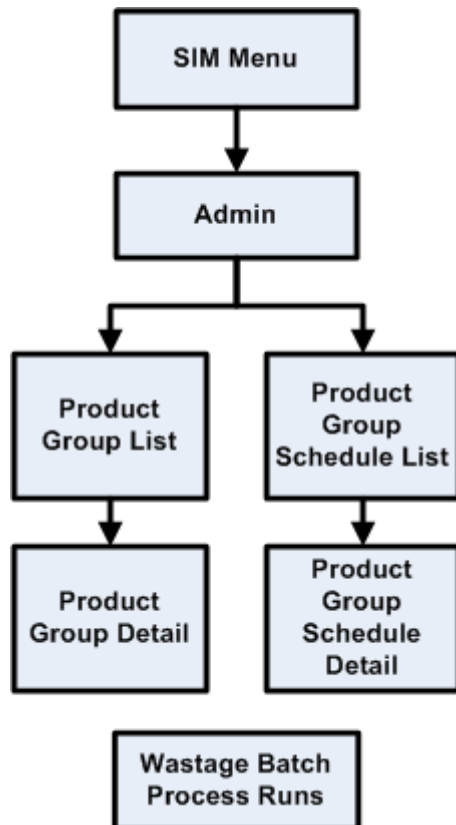 SIM Menu
Admin
Product
Group List
Product
Group
Schedule List
Product
Group Detail
Product
Group
Schedule
Detail
Wastage Batch
Process Runs